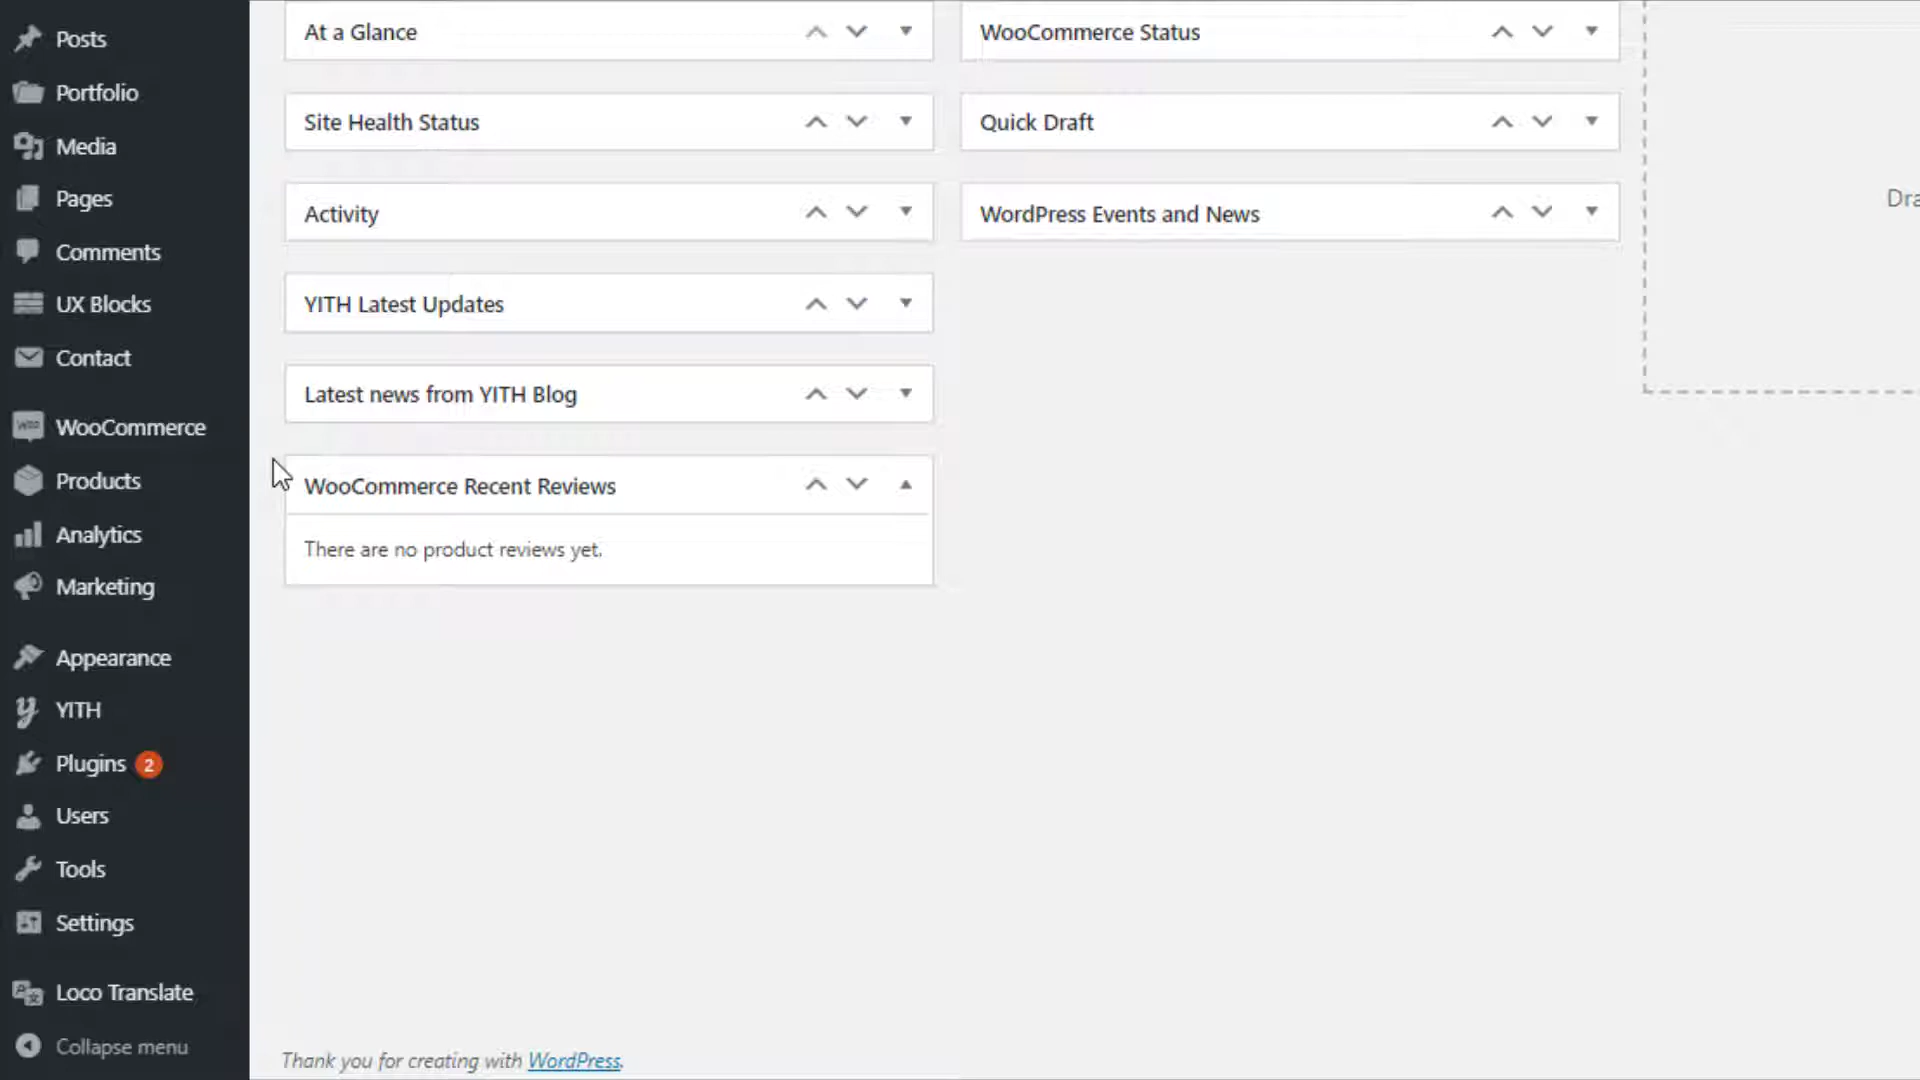 Posts
Portfolio
Media
Pages
Comments
UX Blocks
Contact
WooCommerce
Products
Analytics
Marketing
Appearance
YITH
Plugins 2
Users
Tools
Settings
Loco Translate
Collapse menu
At a Glance
Site Health Status
Activity
YITH Latest Updates
Latest news from YITH Blog
WooCommerce Recent Reviews
There are no product reviews yet.
WooCommerce Status
Quick Draft
WordPress Events and News
Dra
Thank you for creating with WordPress.